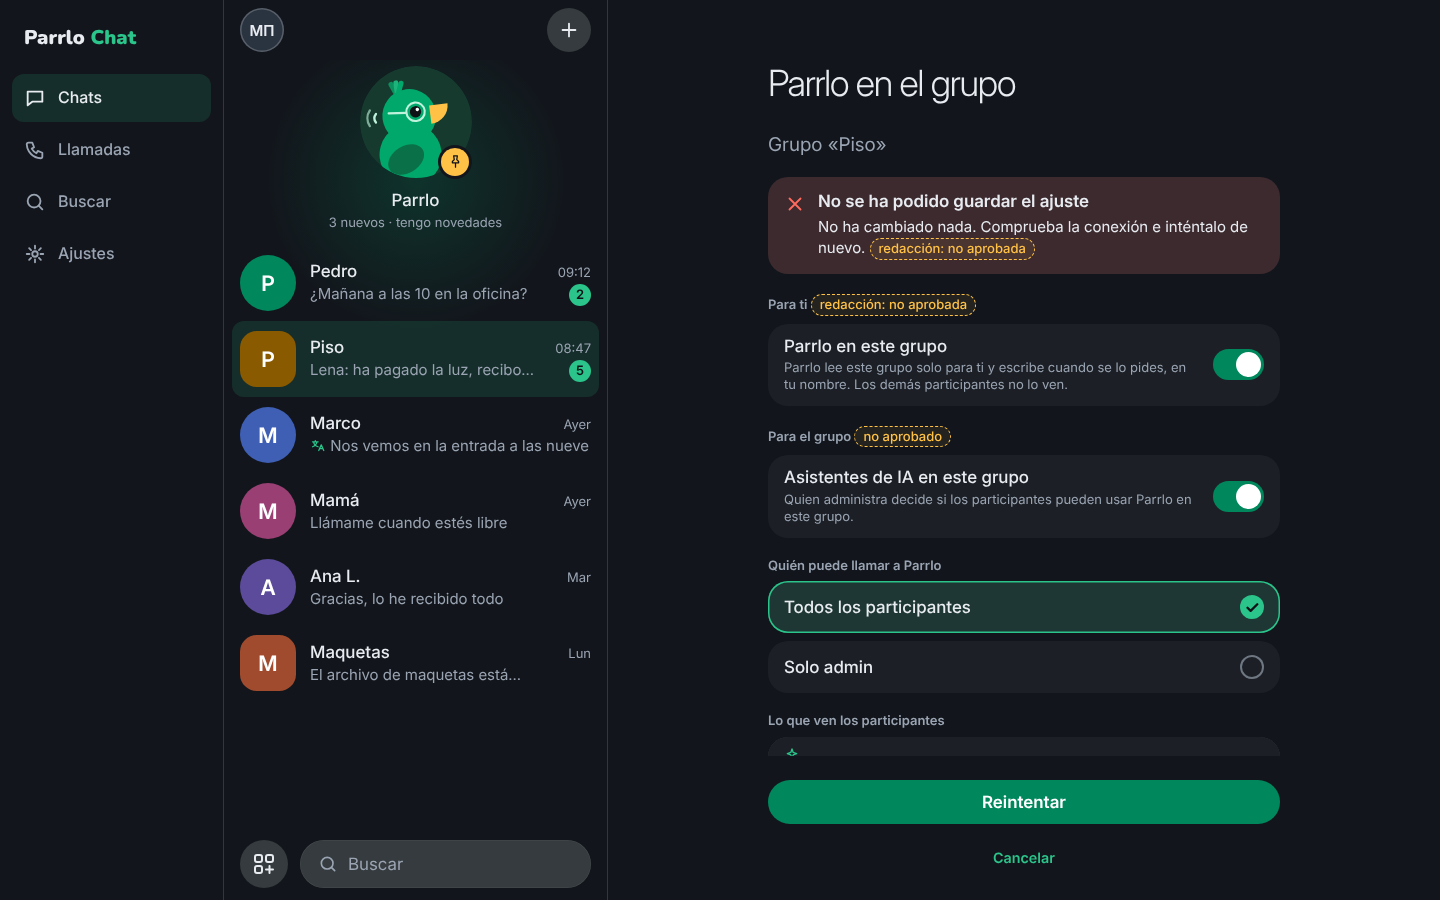 Parrlo Chat
Chats
Llamadas
Buscar
Ajustes
МП
Parrlo
3 nuevos · tengo novedades
P
Pedro
09:12
¿Mañana a las 10 en la oficina?
2
P
Piso
08:47
Lena: ha pagado la luz, recibo...
5
M
Marco
Ayer
Nos vemos en la entrada a las nueve
M
Mamá
Ayer
Llámame cuando estés libre
A
Ana L.
Mar
Gracias, lo he recibido todo
M
Maquetas
Lun
El archivo de maquetas está...
Buscar
Parrlo en el grupo
Grupo «Piso»
No se ha podido guardar el ajuste
No ha cambiado nada. Comprueba la conexión e inténtalo de
nuevo. redacción: no aprobada
Para ti redacción: no aprobada
Parrlo en este grupo
Parrlo lee este grupo solo para ti y escribe cuando se lo pides, en
tu nombre. Los demás participantes no lo ven.
Para el grupo no aprobado
Asistentes de IA en este grupo
Quien administra decide si los participantes pueden usar Parrlo en
este grupo.
Quién puede llamar a Parrlo
Todos los participantes
Solo admin
Lo que ven los participantes
Reintentar
Cancelar